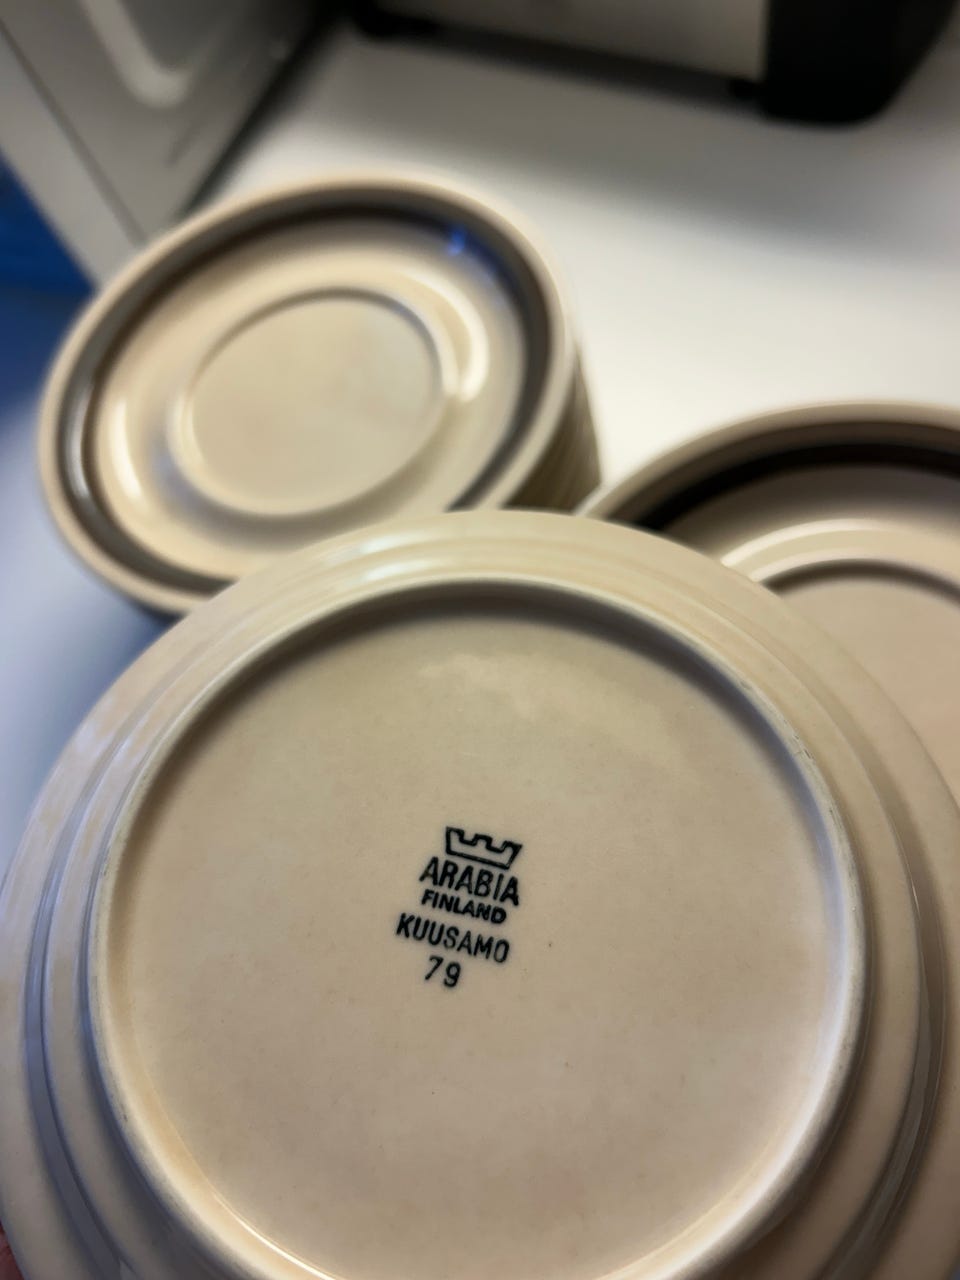 ARABIA
FINLAND
KUUSAMO
79